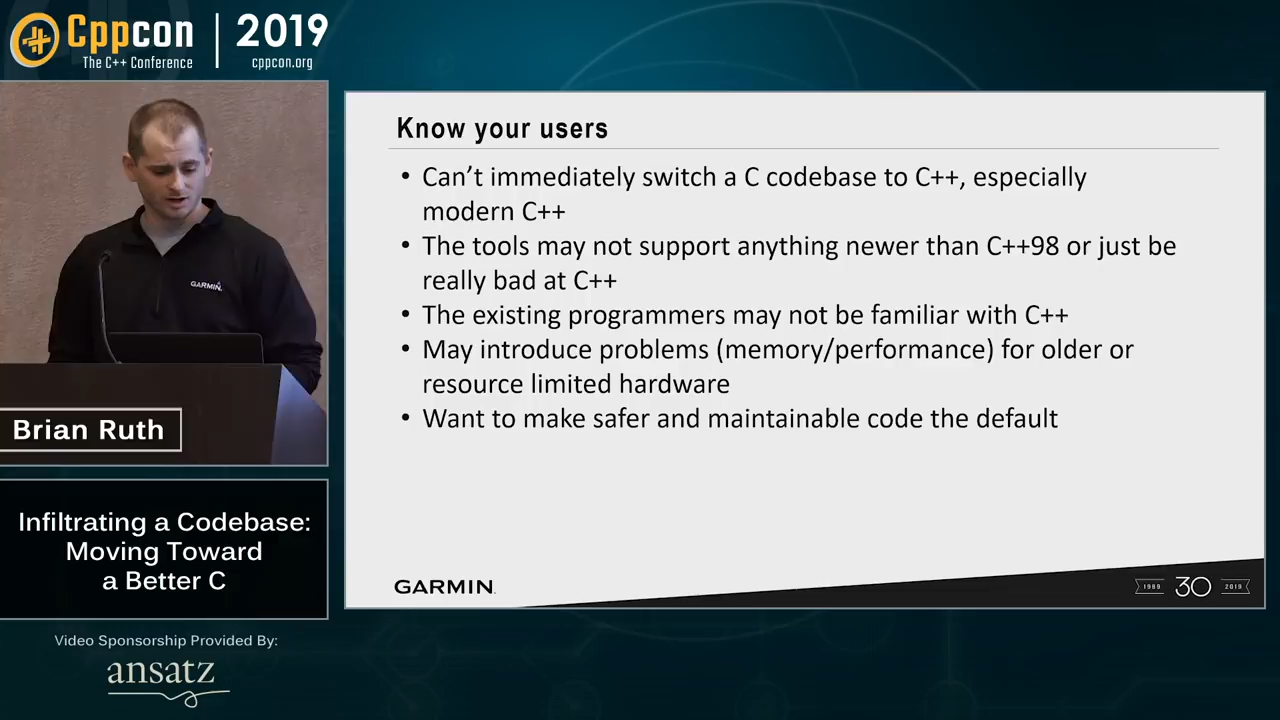 Cppcon
The C++ Conference
2019
cppcon.org
GARMIN
Brian Ruth
Infiltrating a Codebase:
Moving Toward
a Better C
Video Sponsorship Provided By:
ansatz
Know your users
• Can't immediately switch a C codebase to C++, especially
modern C++
• The tools may not support anything newer than C++98 or just be
really bad at C++
• The existing programmers may not be familiar with C++
• May introduce problems (memory/performance) for older or
resource limited hardware
• Want to make safer and maintainable code the default
GARMIN
1989 30 2019